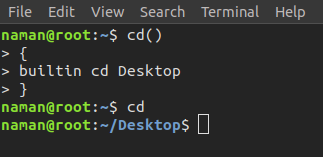 File Edit View Search Terminal Help
naman@root:~$ cd()
> {
> builtin cd Desktop
> }
naman@root:~$ cd
naman@root:~/Desktop$